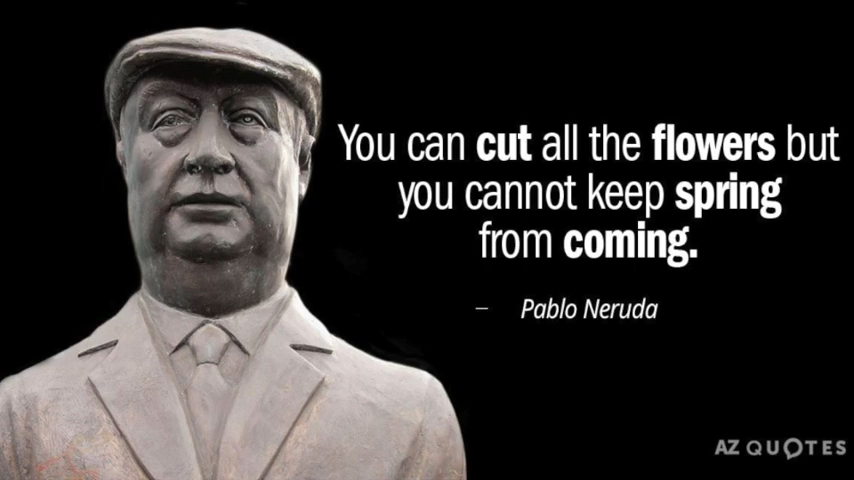 You can cut all the flowers but
you cannot keep spring
from coming.
– Pablo Neruda
AZ QUOTES